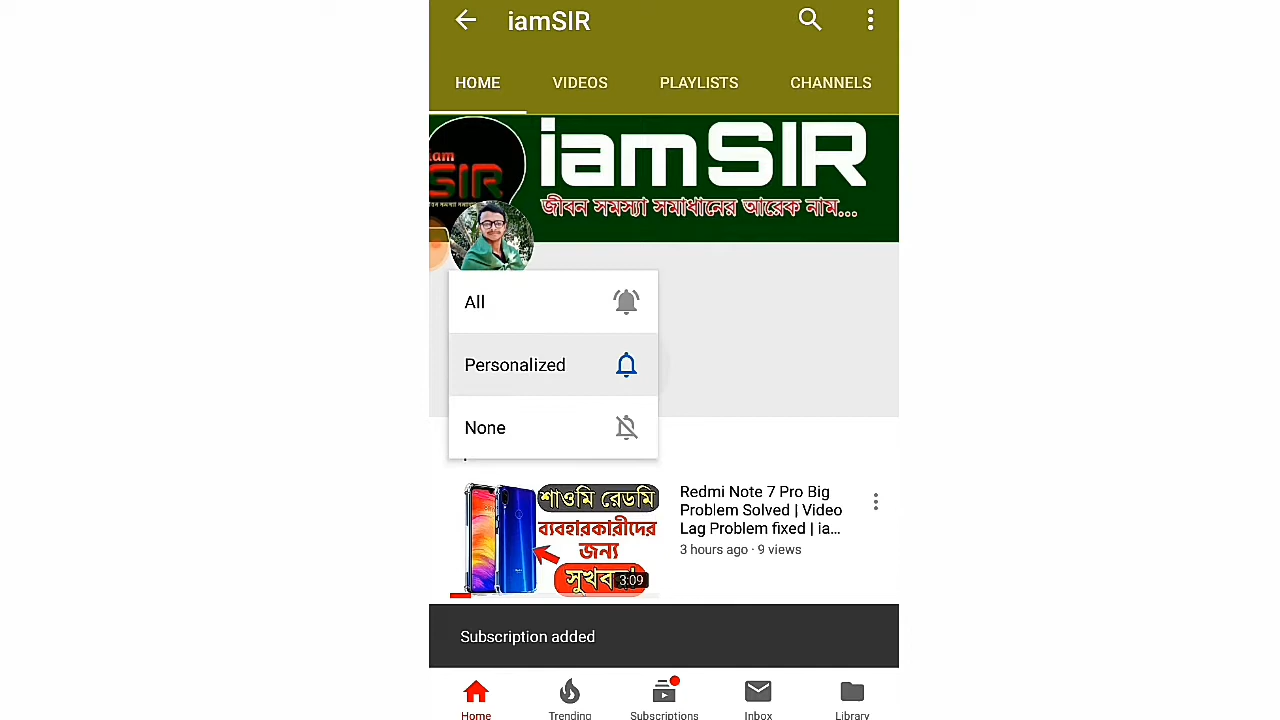 iamSIR
HOME VIDEOS PLAYLISTS CHANNELS
iam
SIR
iamSIR
জীবন সমস্যা সমাধানের আরেক নাম...
All
Personalized
None
শাওমি রেডমি
ব্যবহারকারীদের
জন্য
3:09
Redmi Note 7 Pro Big
Problem Solved | Video
Lag Problem fixed | ia...
3 hours ago · 9 views
Subscription added
Home Trending Subscriptions Inbox Library